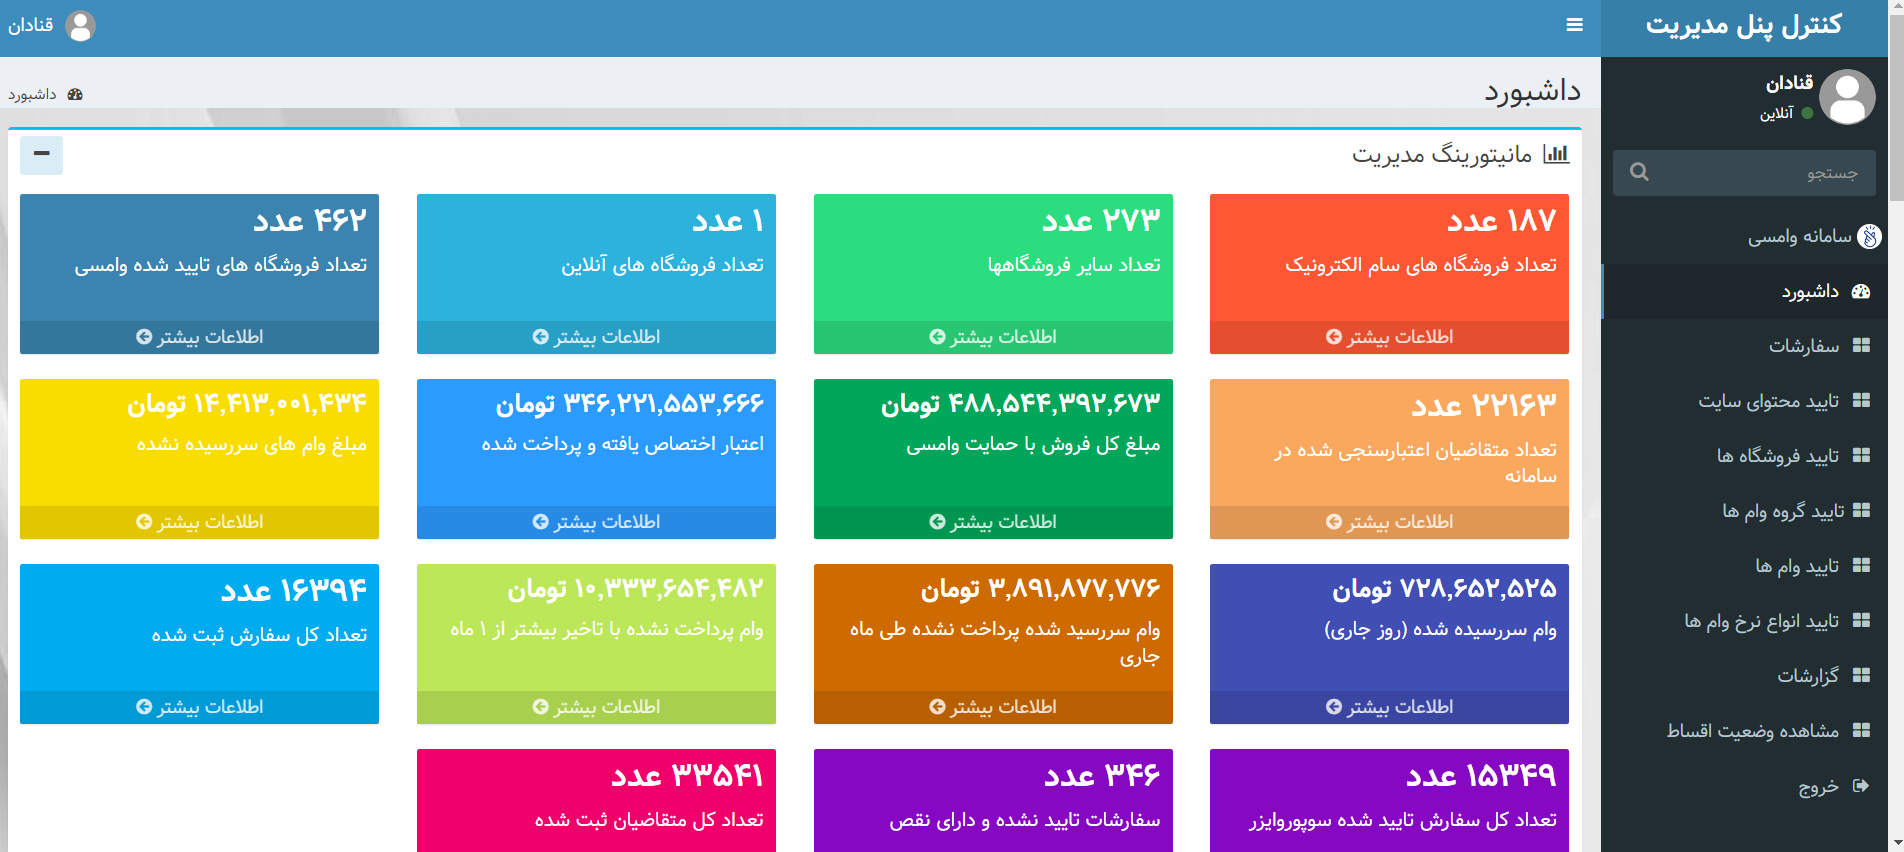 کنترل پنل مدیریت
قنادان
قنادان
آنلاین
جستجو
سامانه وامسی
داشبورد
سفارشات
تایید محتوای سایت
تایید فروشگاه ها
تایید گروه وام ها
تایید وام ها
تایید انواع نرخ وام ها
گزارشات
مشاهده وضعیت اقساط
خروج
داشبورد
داشبورد
مانیتورینگ مدیریت
۱۸۷ عدد
تعداد فروشگاه های سام الکترونیک
اطلاعات بیشتر
۲۷۳ عدد
تعداد سایر فروشگاهها
اطلاعات بیشتر
۱ عدد
تعداد فروشگاه های آنلاین
اطلاعات بیشتر
۴۶۲ عدد
تعداد فروشگاه های تایید شده وامسی
اطلاعات بیشتر
۲۲۱۶۳ عدد
تعداد متقاضیان اعتبارسنجی شده در
سامانه
اطلاعات بیشتر
۴۸۸,۵۴۴,۳۹۲,۶۷۳ تومان
مبلغ کل فروش با حمایت وامسی
اطلاعات بیشتر
۳۴۶,۲۲۱,۵۵۳,۶۶۶ تومان
اعتبار اختصاص یافته و پرداخت شده
اطلاعات بیشتر
۱۴,۴۱۳,۰۰۱,۴۳۴ تومان
مبلغ وام های سررسیده نشده
اطلاعات بیشتر
۷۲۸,۶۵۲,۵۲۵ تومان
وام سررسیده شده (روز جاری)
اطلاعات بیشتر
۳,۸۹۱,۸۷۷,۷۷۶ تومان
وام سررسید شده پرداخت نشده طی ماه
جاری
اطلاعات بیشتر
۱۰,۳۳۳,۶۵۴,۴۸۲ تومان
وام پرداخت نشده با تاخیر بیشتر از ۱ ماه
اطلاعات بیشتر
۱۶۳۹۴ عدد
تعداد کل سفارش ثبت شده
اطلاعات بیشتر
۱۵۳۴۹ عدد
تعداد کل سفارش تایید شده سوپوروایزر
۳۴۶ عدد
سفارشات تایید نشده و دارای نقص
۳۳۵۴۱ عدد
تعداد کل متقاضیان ثبت شده